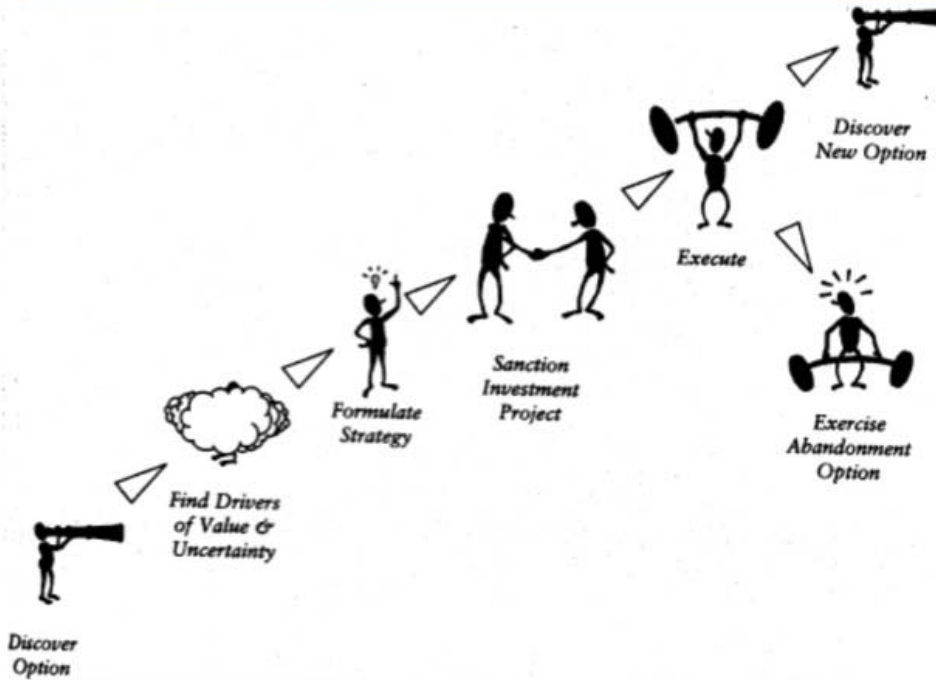 Discover
Option
Find Drivers
of Value &
Uncertainty
Formulate
Strategy
Sanction
Investment
Project
Execute
Discover
New Option
Exercise
Abandonment
Option